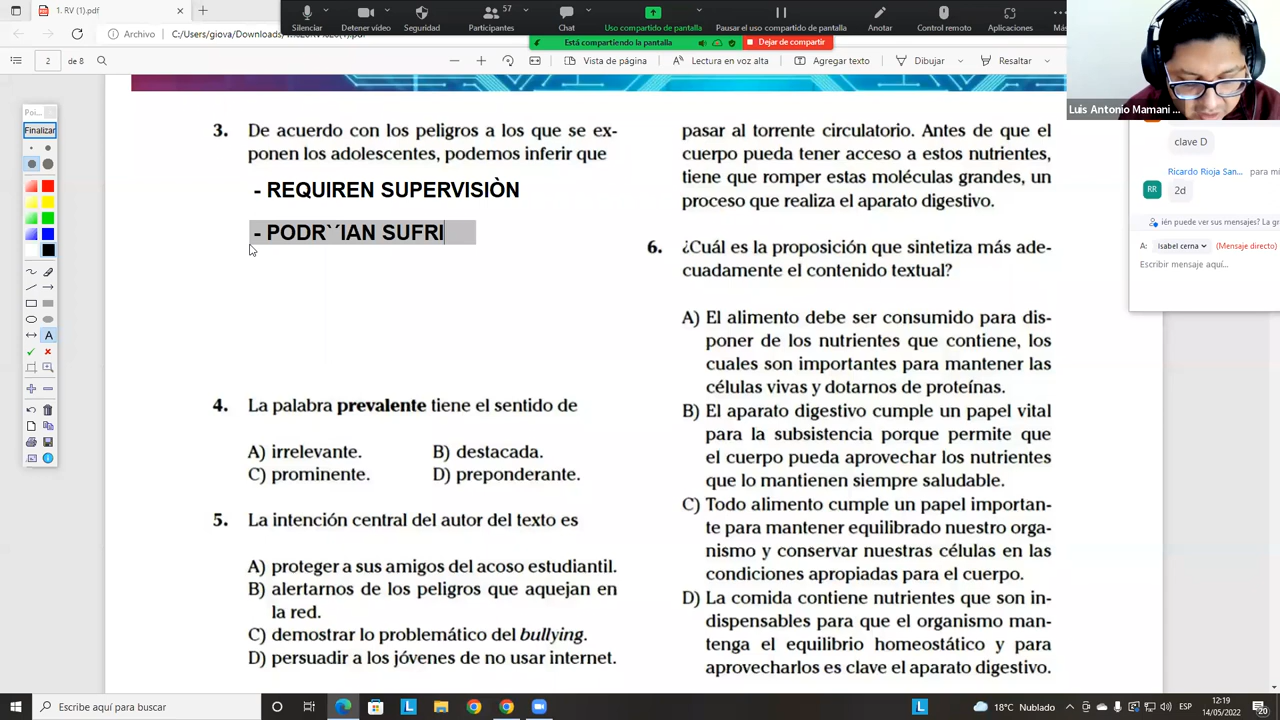 1. RV (1).pdf
Archivo
C:/Users/giova/Downloads/
Silenciar
Detener video
Seguridad
57
Participantes
Chat
Uso compartido de pantalla
Pausar el uso compartido
Anotar
Control remoto
Aplicaciones
Está compartiendo la pantalla
Dejar de compartir
2
Vista de página
Lectura en voz alta
Agregar texto
Dibujar
Resaltar
Luis Antonio Mamani ...
Poi...
Finalizar
A
3. De acuerdo con los peligros a los que se ex-
ponen los adolescentes, podemos inferir que
- REQUIREN SUPERVISIÒN
- PODR``IAN SUFRI
4. La palabra prevalente tiene el sentido de
A) irrelevante. B) destacada.
C) prominente. D) preponderante.
5. La intención central del autor del texto es
A) proteger a sus amigos del acoso estudiantil.
B) alertarnos de los peligros que aquejan en
la red.
C) demostrar lo problemático del bullying.
D) persuadir a los jóvenes de no usar internet.
pasar al torrente circulatorio. Antes de que el
cuerpo pueda tener acceso a estos nutrientes,
tiene que romper estas moléculas grandes, un
proceso que realiza el aparato digestivo.
6. ¿Cuál es la proposición que sintetiza más ade-
cuadamente el contenido textual?
A) El alimento debe ser consumido para dis-
poner de los nutrientes que contiene, los
cuales son importantes para mantener las
células vivas y dotarnos de proteínas.
B) El aparato digestivo cumple un papel vital
para la subsistencia porque permite que
el cuerpo pueda aprovechar los nutrientes
que lo mantienen siempre saludable.
C) Todo alimento cumple un papel importan-
te para mantener equilibrado nuestro orga-
nismo y conservar nuestras células en las
condiciones apropiadas para el cuerpo.
D) La comida contiene nutrientes que son in-
dispensables para que el organismo man-
tenga el equilibrio homeostático y para
aprovecharlos es clave el aparato digestivo.
clave D
Ricardo Rioja San... para mí
RR
2d
ién puede ver sus mensajes? La gr
A: Isabel cerna (Mensaje directo)
Escribir mensaje aquí...
Escribe aquí para buscar
18°C Nublado
ESP
12:19
14/05/2022
20